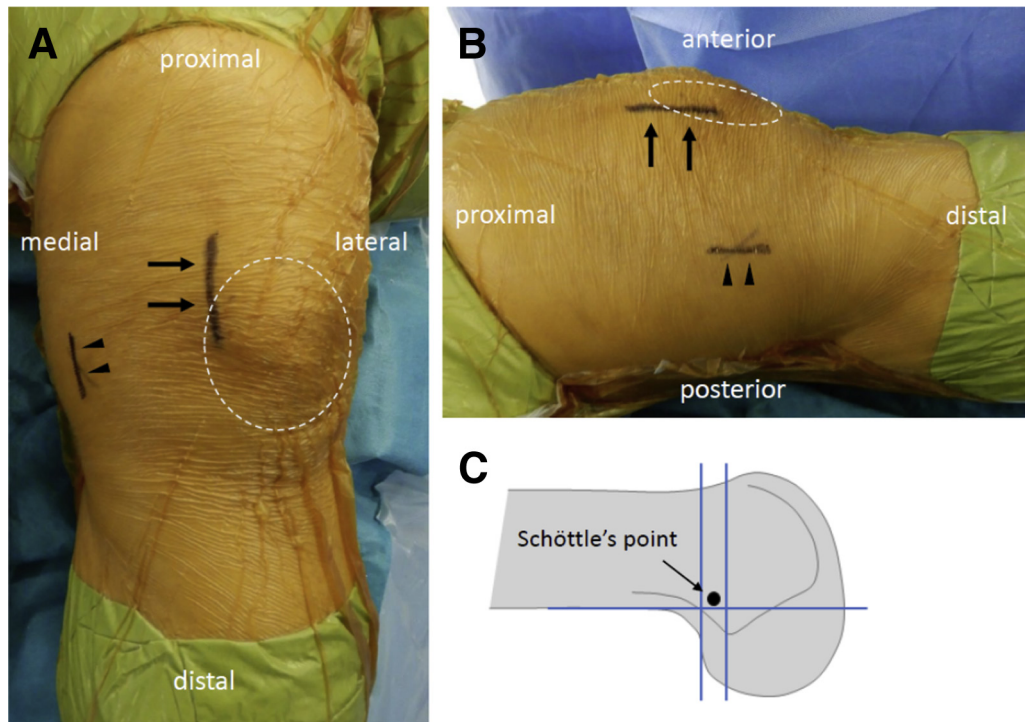 A
proximal
medial
lateral
distal
B
anterior
proximal
distal
posterior
C
Schöttle’s point